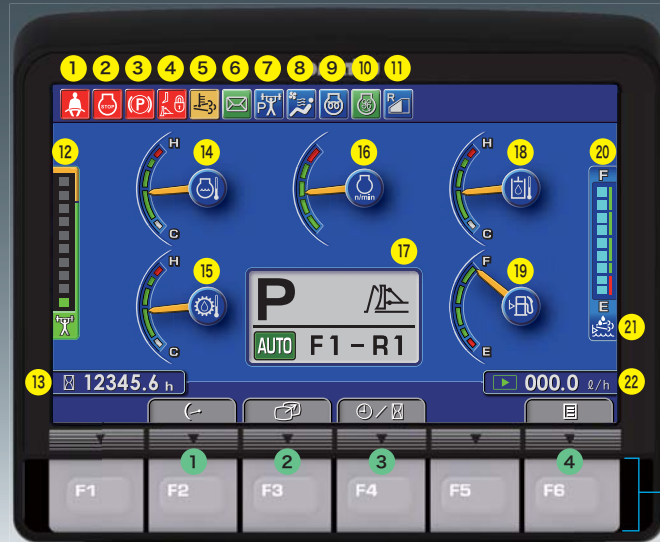 1 2 3 4 5 6 7 8 9 10 11
STOP P P R
12 H 14 C
16 n/min
H 18 C
20 F E
H 15 C
17
P
AUTO F1-R1
F 19 E
21
13 12345.6 h
000.0 ℓ/h 22
1 2 3 4
F1 F2 F3 F4 F5 F6